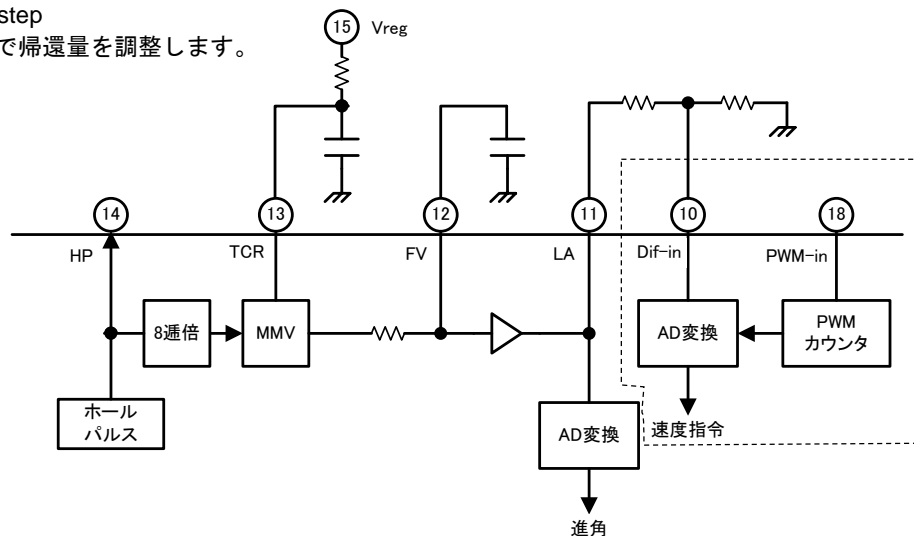 step
で帰還量を調整します。
15 Vreg
14 13 12 11 10 18
HP TCR FV LA Dif-in PWM-in
8逓倍
MMV
AD変換
PWM
カウンタ
ホール
パルス
AD変換
速度指令
進角